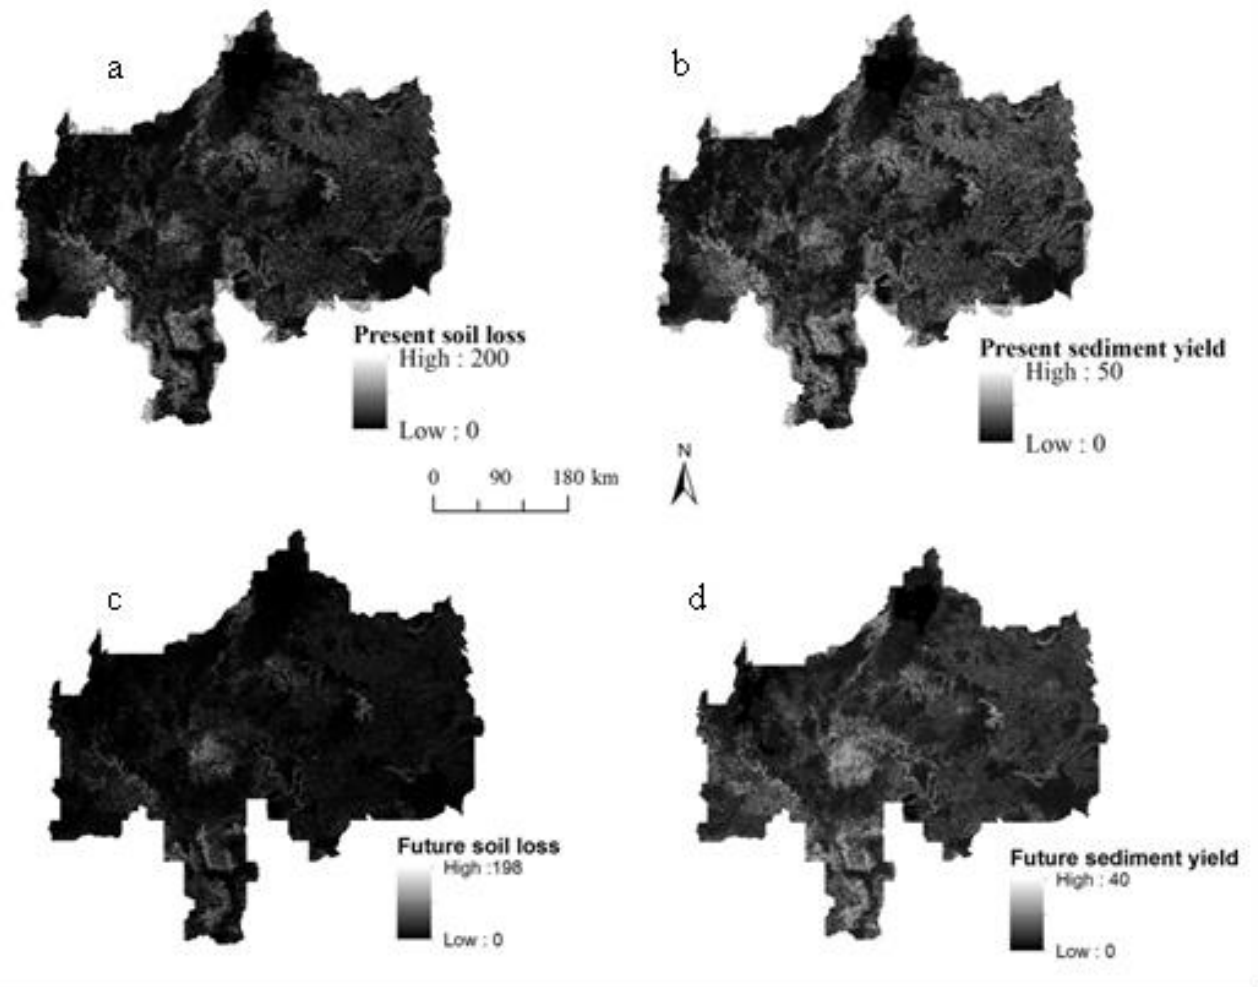 a
b
Present soil loss
High : 200
Low : 0
Present sediment yield
High : 50
Low : 0
0 90 180 km
N
c
d
Future soil loss
High :198
Low : 0
Future sediment yield
High : 40
Low : 0